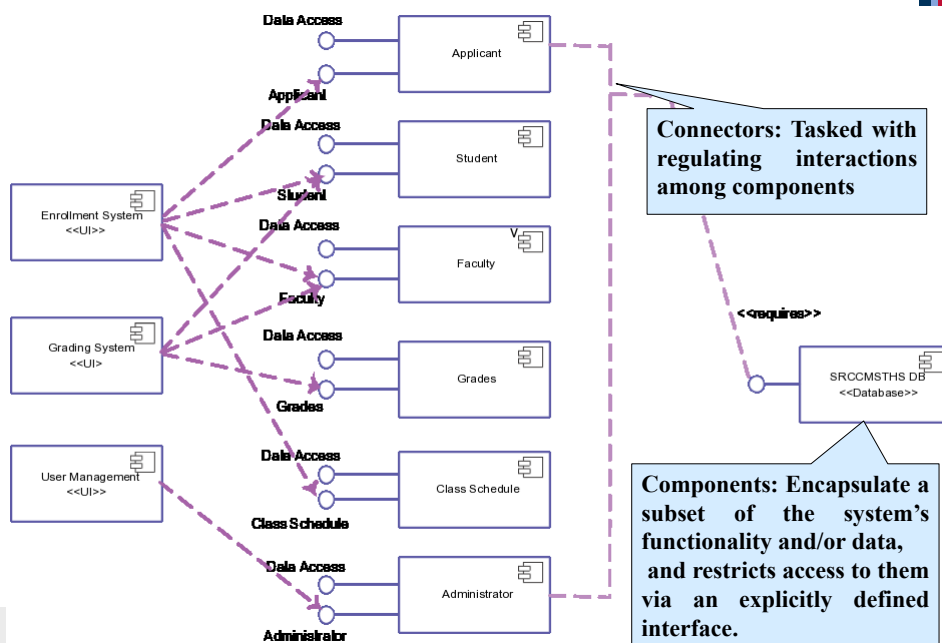 Data Access
Applicant
Applicant
Data Access
Student
Student
Enrollment System
<<UI>>
Data Access
V
Faculty
Faculty
Grading System
<<UI>
Data Access
Grades
Grades
User Management
<<UI>>
Data Access
Class Schedule
Class Schedule
Data Access
Administrator
Administrator
Connectors: Tasked with
regulating interactions
among components
<<requires>>
SRCCMSTHS DB
<<Database>>
Components: Encapsulate a
subset of the system’s
functionality and/or data,
and restricts access to them
via an explicitly defined
interface.